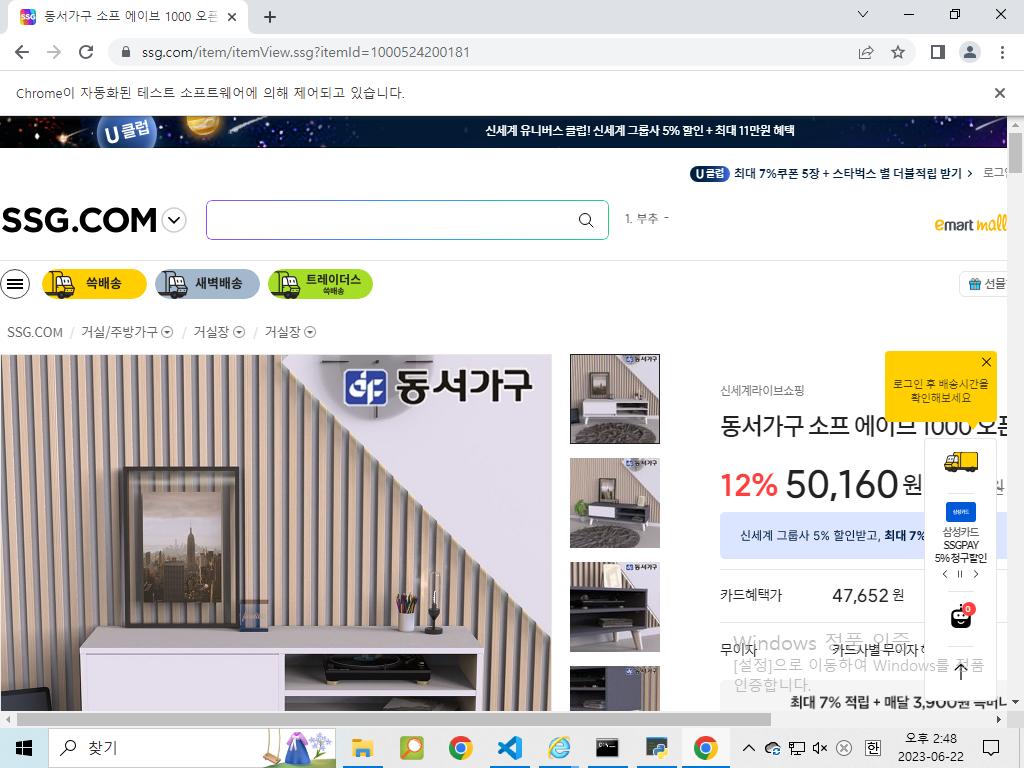 동서가구 소프 에이브 1000 오픈
ssg.com/item/itemView.ssg?itemId=1000524200181
Chrome이 자동화된 테스트 소프트웨어에 의해 제어되고 있습니다.
U 클럽
신세계 유니버스 클럽! 신세계 그룹사 5% 할인 + 최대 11만원 혜택
U 클럽 최대 7%쿠폰 5장 + 스타벅스 별 더블적립 받기 > 로그인
SSG.COM
1. 부추 -
emart mall
쓱배송
새벽배송
트레이더스
쓱배송
선물
SSG.COM / 거실/주방가구 / 거실장 / 거실장
동서가구
신세계라이브쇼핑
로그인 후 배송시간을
확인해보세요
동서가구 소프 에이브 1000 오픈
12% 50,160 원
신세계 그룹사 5% 할인받고, 최대 7%
삼성카드
삼성카드
SSGPAY
5% 청구할인
카드혜택가 47,652 원
0
무이자 카드사별 무이자
Windows 정품 인증
[설정]으로 이동하여 Windows를 정품
인증합니다.
최대 7% 적립 + 매달 3,900원 독머니
찾기
오후 2:48
2023-06-22
한